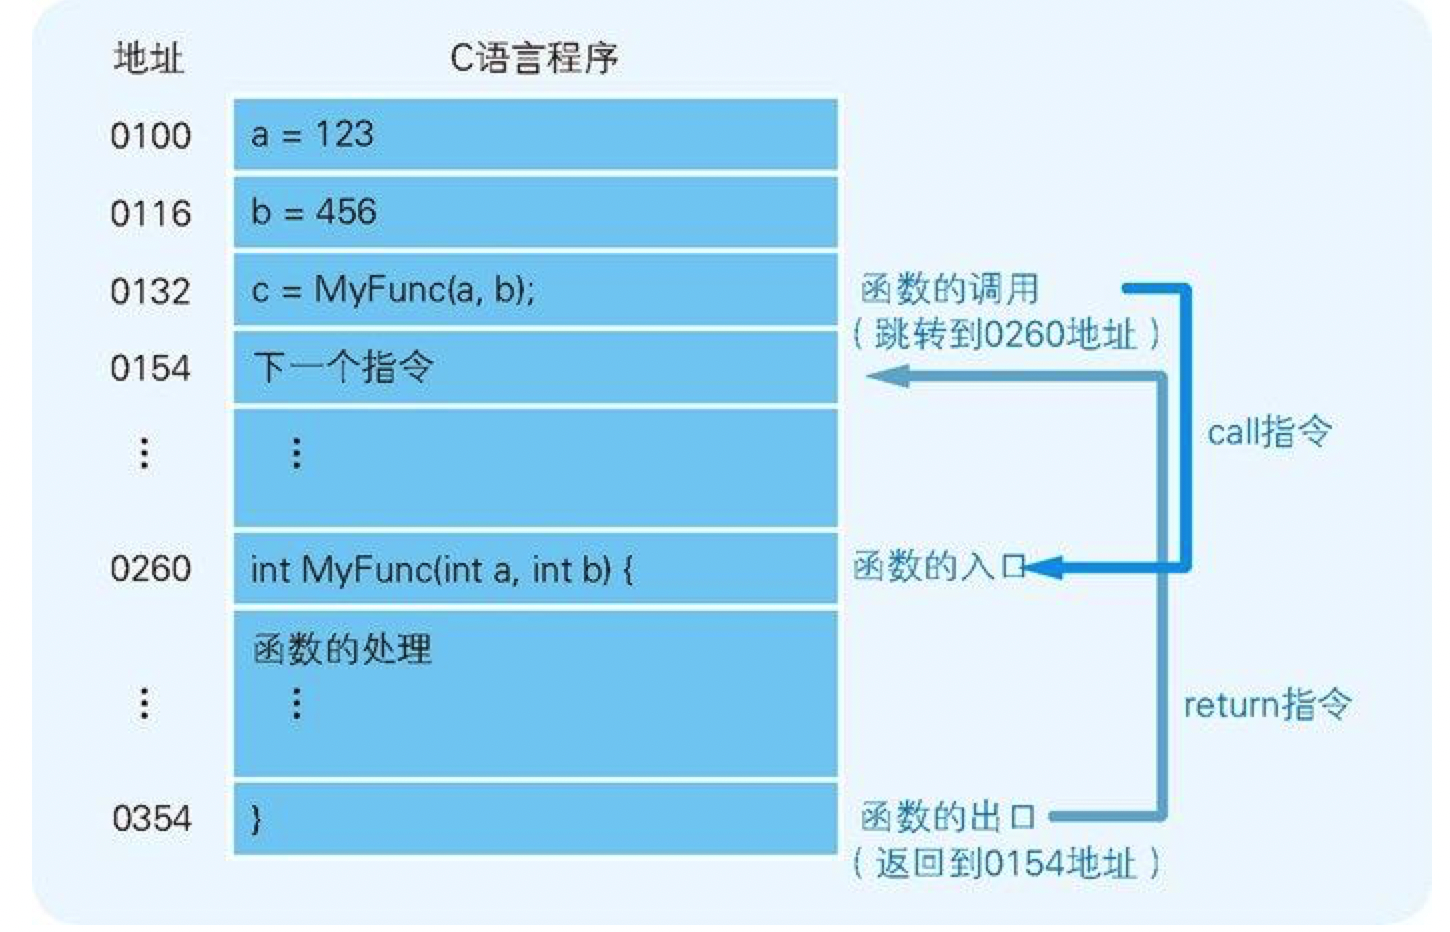 地址 C语言程序
0100 a = 123
0116 b = 456
0132 c = MyFunc(a, b); 函数的调用
（跳转到0260地址）
0154 下一个指令
call指令
⋮ ⋮
0260 int MyFunc(int a, int b) { 函数的入口
函数的处理
⋮ ⋮
return指令
0354 } 函数的出口
（返回到0154地址）